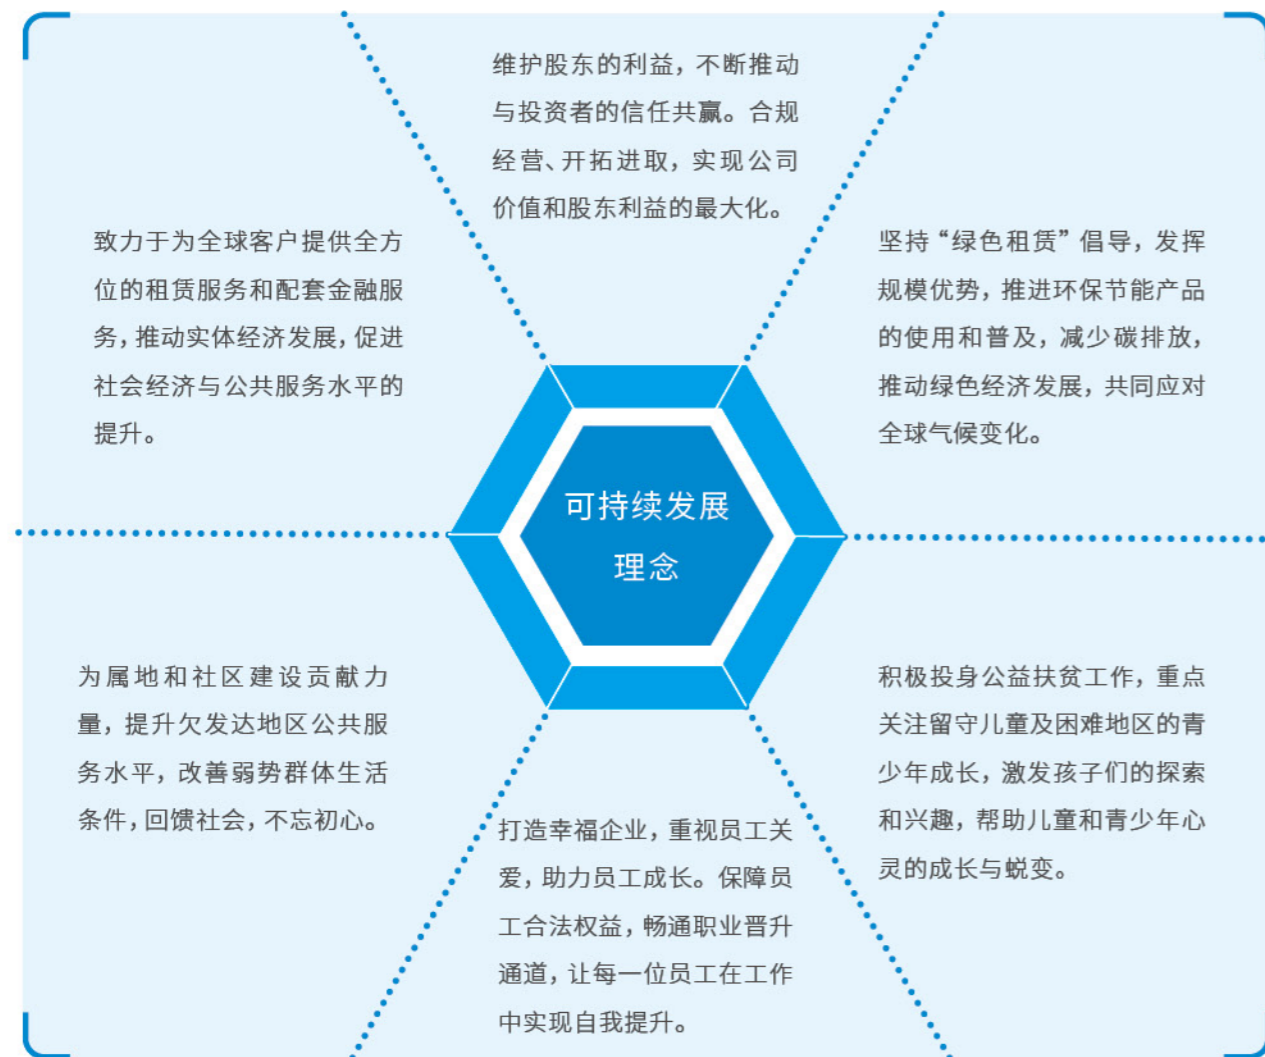 维护股东的利益，不断推动
与投资者的信任共赢。合规
经营、开拓进取，实现公司
价值和股东利益的最大化。
致力于为全球客户提供全方
位的租赁服务和配套金融服
务，推动实体经济发展，促进
社会经济与公共服务水平的
提升。
坚持“绿色租赁”倡导，发挥
规模优势，推进环保节能产品
的使用和普及，减少碳排放，
推动绿色经济发展，共同应对
全球气候变化。
可持续发展
理念
为属地和社区建设贡献力
量，提升欠发达地区公共服
务水平，改善弱势群体生活
条件，回馈社会，不忘初心。
打造幸福企业，重视员工关
爱，助力员工成长。保障员
工合法权益，畅通职业晋升
通道，让每一位员工在工作
中实现自我提升。
积极投身公益扶贫工作，重点
关注留守儿童及困难地区的青
少年成长，激发孩子们的探索
和兴趣，帮助儿童和青少年心
灵的成长与蜕变。